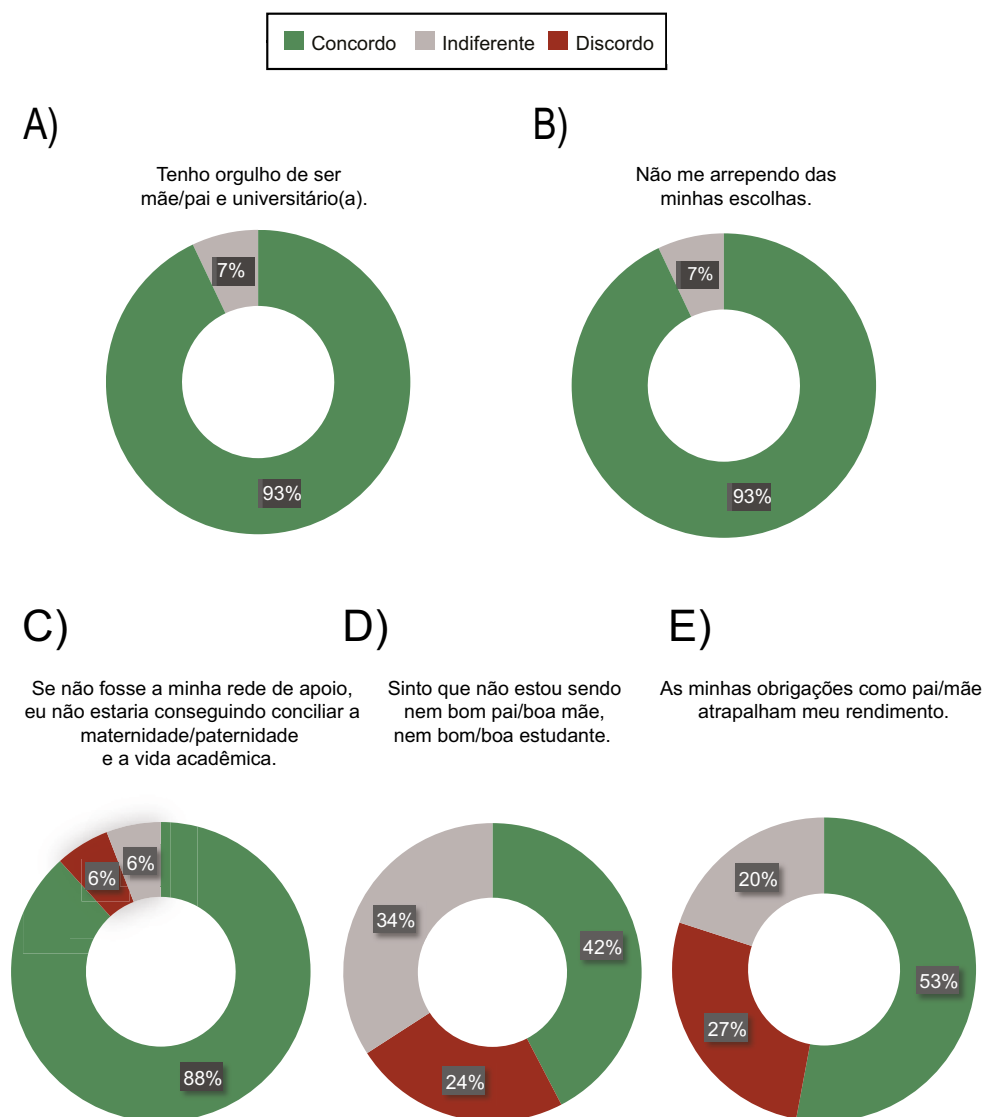 Concordo Indiferente Discordo
A)
Tenho orgulho de ser
mãe/pai e universitário(a).
7%
93%
B)
Não me arrependo das
minhas escolhas.
7%
93%
C)
Se não fosse a minha rede de apoio,
eu não estaria conseguindo conciliar a
maternidade/paternidade
e a vida acadêmica.
6%
6%
88%
D)
Sinto que não estou sendo
nem bom pai/boa mãe,
nem bom/boa estudante.
34%
42%
24%
E)
As minhas obrigações como pai/mãe
atrapalham meu rendimento.
20%
53%
27%